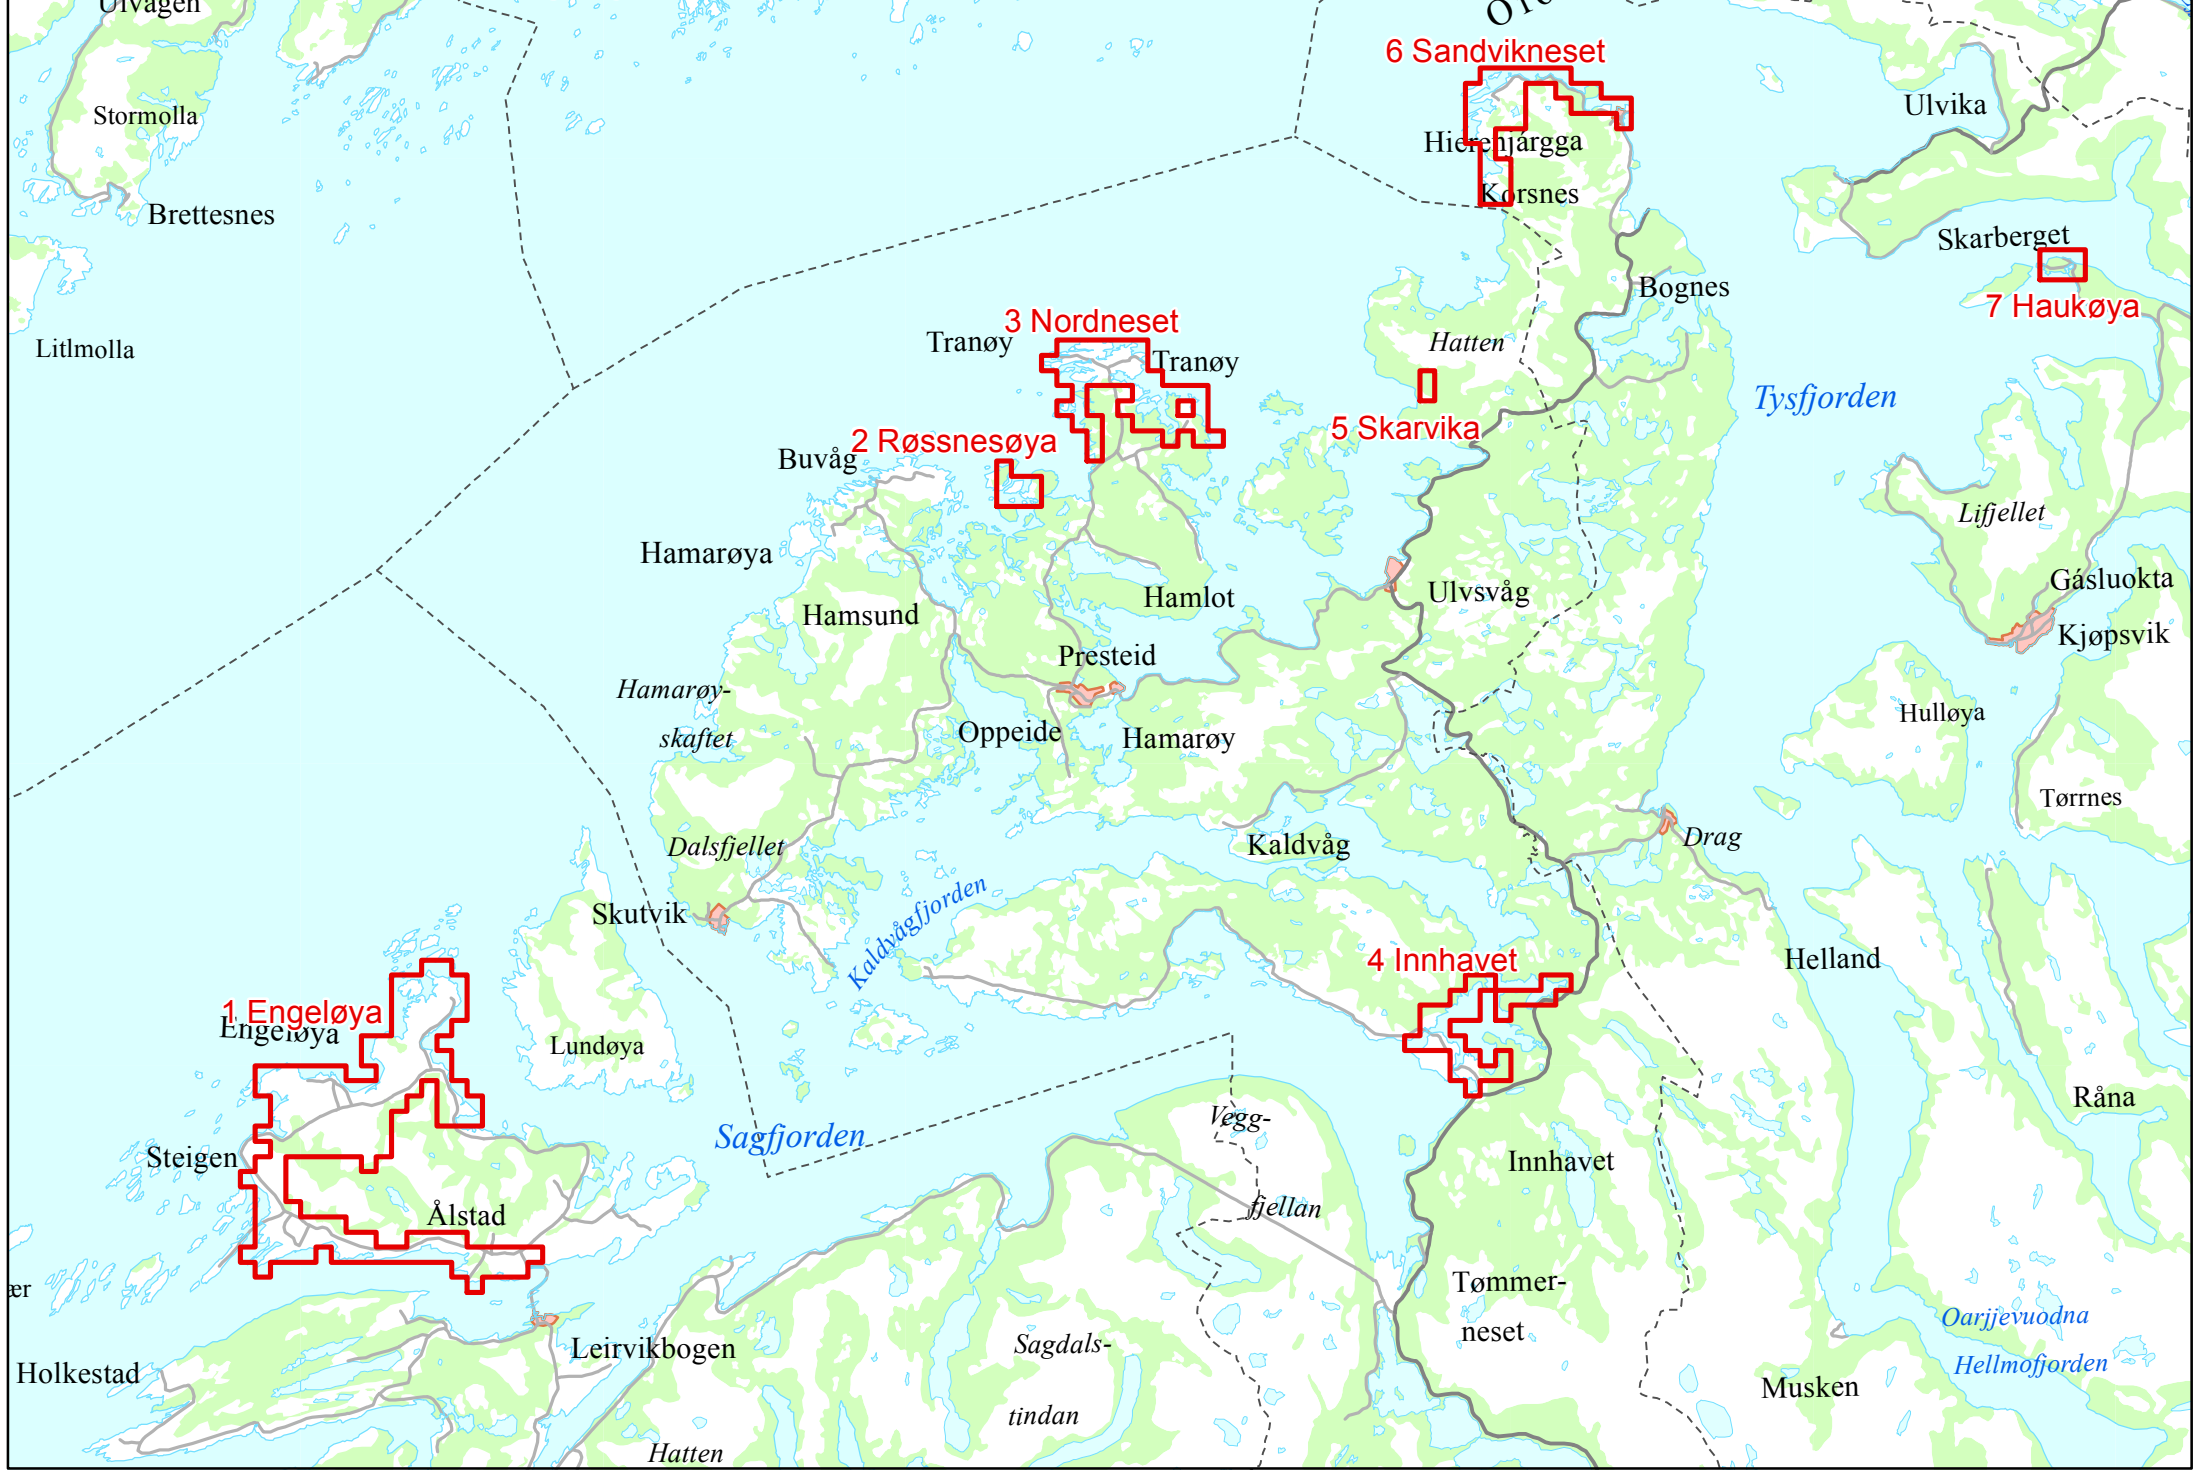 Ulvågen
Ofo
6 Sandvikneset
Stormolla
Ulvika
Hierenjárgga
Korsnes
Brettesnes
Skarberget
Bognes
7 Haukøya
3 Nordneset
Tranøy
Hatten
Litlmolla
Tranøy
Tysfjorden
5 Skarvika
2 Røssnesøya
Buvåg
Lifjellet
Hamarøya
Gásluokta
Hamlot
Ulvsvåg
Hamsund
Kjøpsvik
Presteid
Hamarøy-
skaftet
Hulløya
Oppeide
Hamarøy
Tørrnes
Dalsfjellet
Kaldvåg
Drag
Skutvik
Kaldvågfjorden
Helland
4 Innhavet
1 Engeløya
Engeløya
Lundøya
Råna
Vegg-
fjellan
Sagfjorden
Steigen
Innhavet
Ålstad
Tømmer-
neset
ær
Oarjjevuodna
Hellmofjorden
Leirvikbogen
Sagdals-
tindan
Holkestad
Musken
Hatten